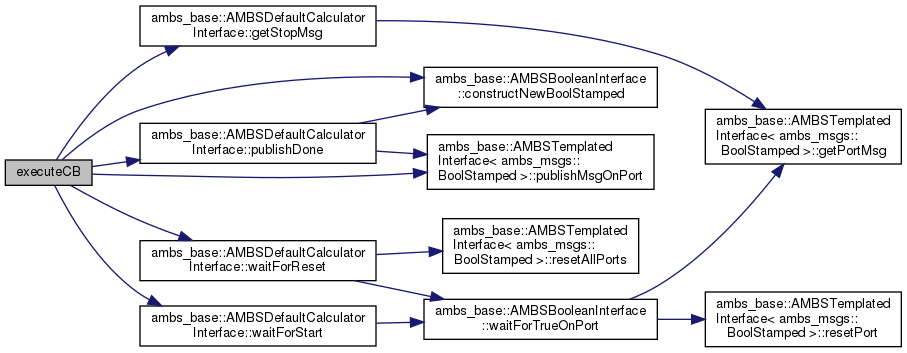 executeCB
ambs_base::AMBSDefaultCalculator
Interface::getStopMsg
ambs_base::AMBSBooleanInterface
::constructNewBoolStamped
ambs_base::AMBSDefaultCalculator
Interface::publishDone
ambs_base::AMBSTemplated
Interface< ambs_msgs::
BoolStamped >::publishMsgOnPort
ambs_base::AMBSTemplated
Interface< ambs_msgs::
BoolStamped >::getPortMsg
ambs_base::AMBSDefaultCalculator
Interface::waitForReset
ambs_base::AMBSTemplated
Interface< ambs_msgs::
BoolStamped >::resetAllPorts
ambs_base::AMBSDefaultCalculator
Interface::waitForStart
ambs_base::AMBSBooleanInterface
::waitForTrueOnPort
ambs_base::AMBSTemplated
Interface< ambs_msgs::
BoolStamped >::resetPort